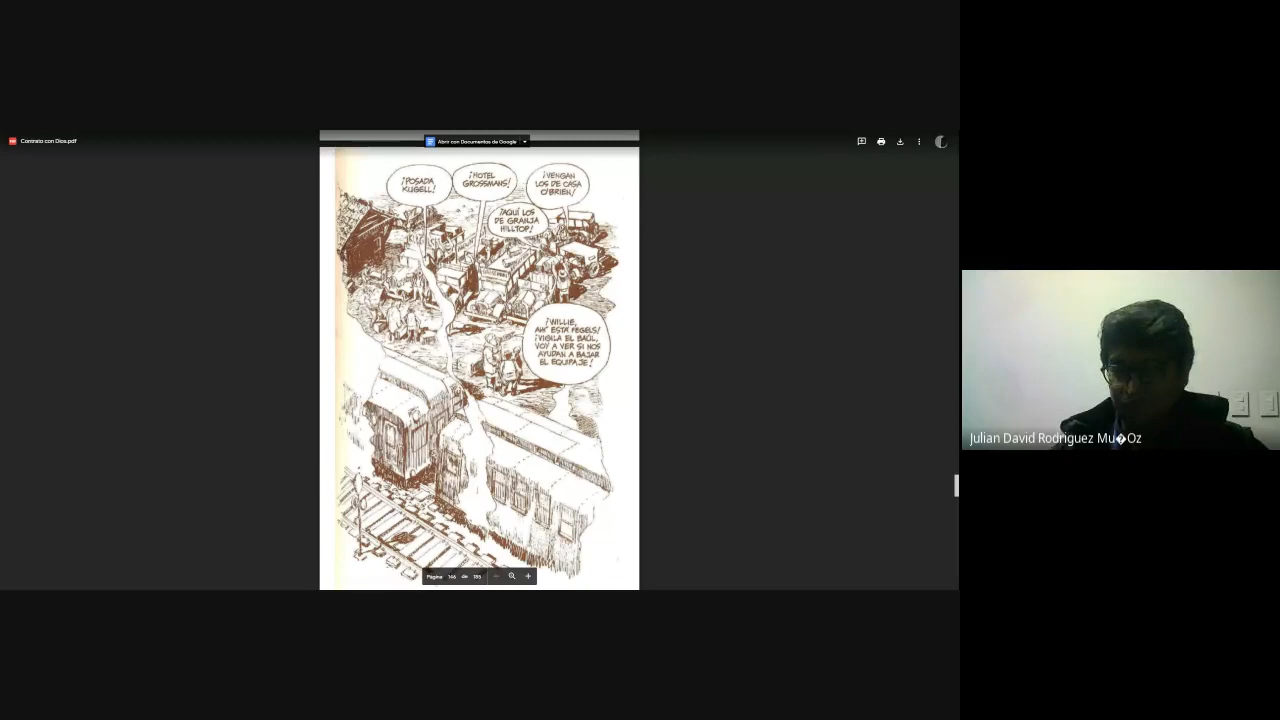 Contrato con Dios.pdf
Abrir con Documentos de Google
¡POSADA
KUGELL!
¡HOTEL
GROSSMANS!
¡VENGAN
LOS DE CASA
O'BRIEN!
¡AQUÍ LOS
DE GRANJA
HILLTOP!
¡WILLIE,
AHÍ ESTÁ FEGELS!
¡VIGILA EL BAÚL,
VOY A VER SI NOS
AYUDAN A BAJAR
EL EQUIPAJE!
Página 146 de 185
Julian David Rodriguez Mu�Oz